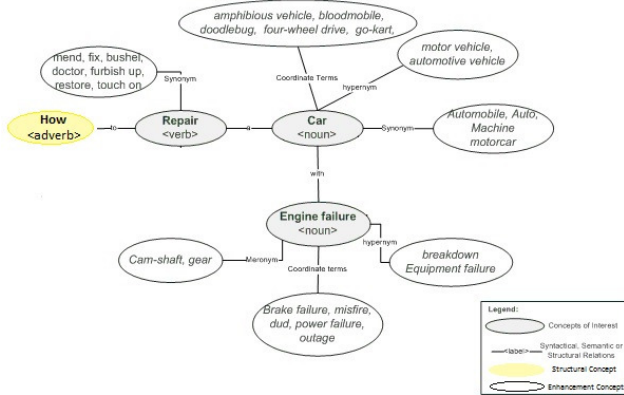 amphibious vehicle, bloodmobile,
doodlebug, four-wheel drive, go-kart,
motor vehicle,
automotive vehicle
mend, fix, bushel,
doctor, furbish up,
restore, touch on
Synonym
Coordinate Terms
hypernym
How
<adverb>
to
Repair
<verb>
a
Car
<noun>
Synonym
Automobile, Auto,
Machine
motorcar
with
Engine failure
<noun>
Cam-shaft, gear
Meronym
Coordinate terms
hypernym
breakdown
Equipment failure
Brake failure, misfire,
dud, power failure,
outage
Legend:
Concepts of Interest
<label>
Syntactical, Semantic or
Structural Relations
Structural Concept
Enhancement Concept